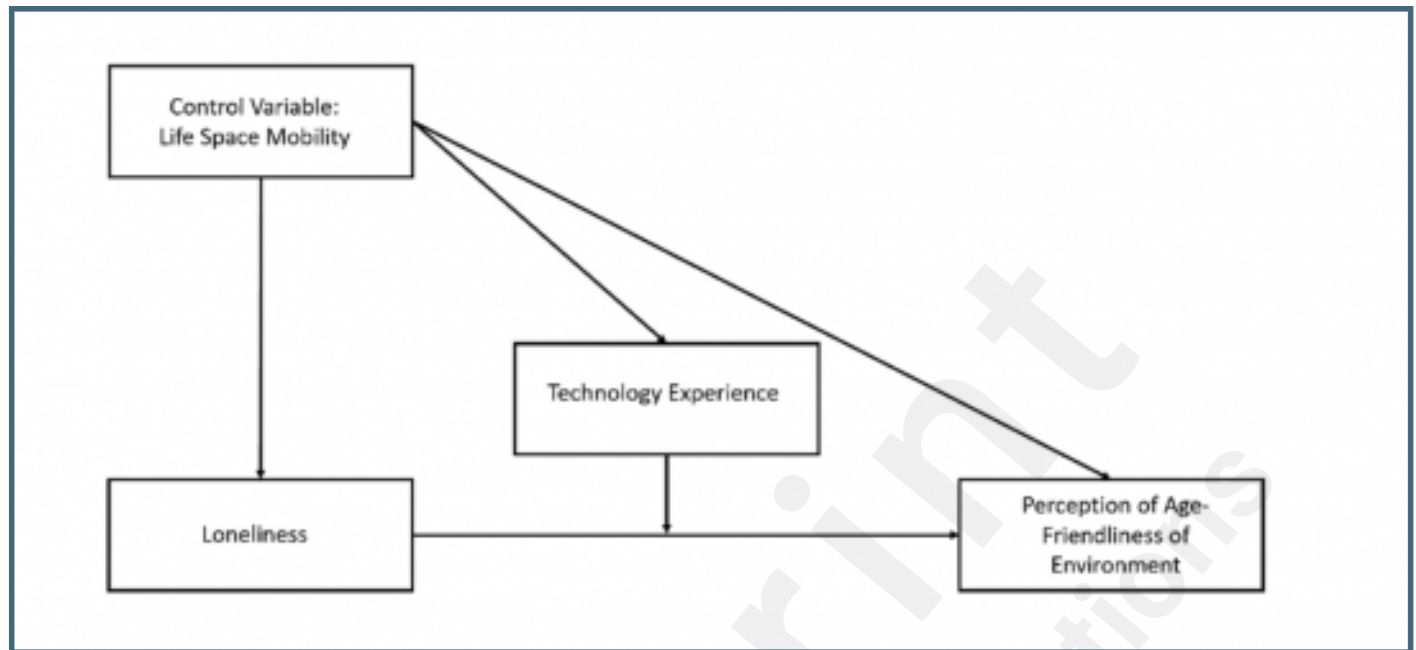 Control Variable:
Life Space Mobility
Technology Experience
Loneliness
Perception of Age-
Friendliness of
Environment